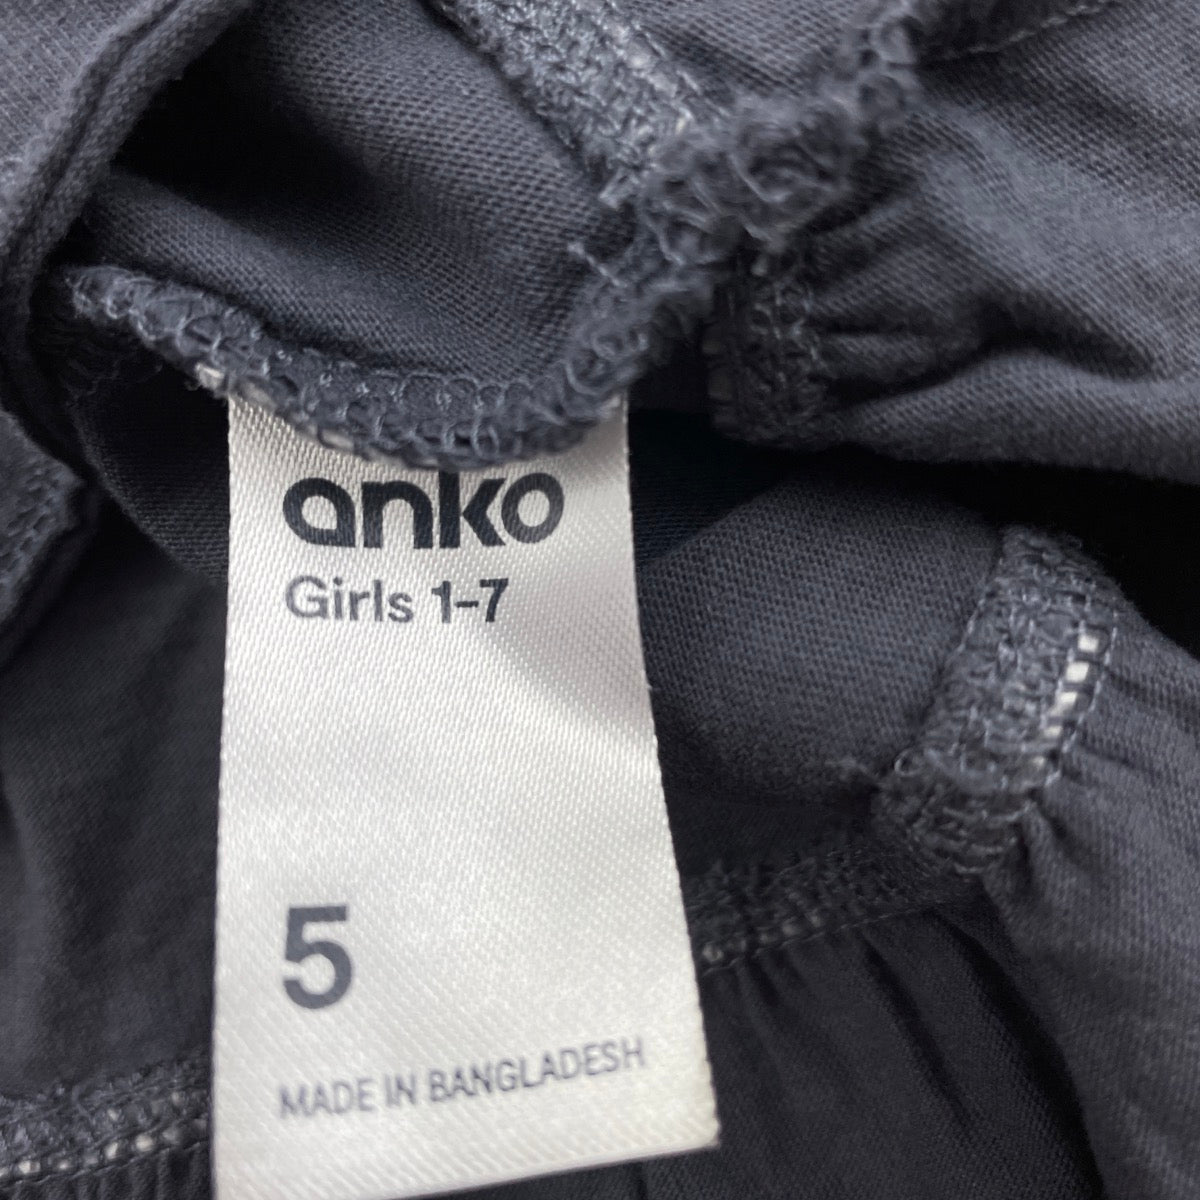 anko
Girls 1-7
5
MADE IN BANGLADESH